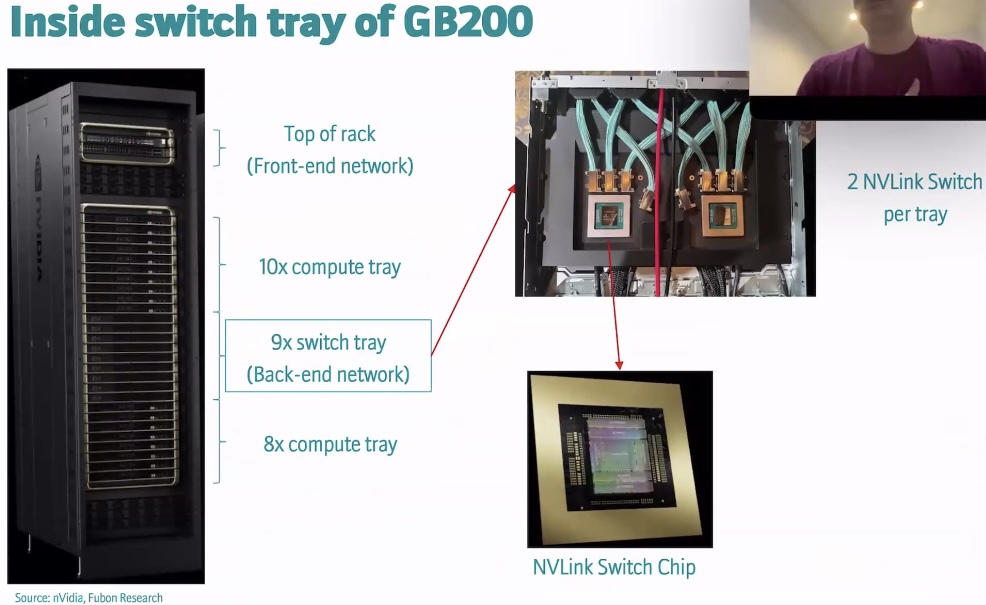 Inside switch tray of GB200
Top of rack
(Front-end network)
10x compute tray
9x switch tray
(Back-end network)
8x compute tray
2 NVLink Switch
per tray
NVLink Switch Chip
NVIDIA
Source: nVidia, Fubon Research